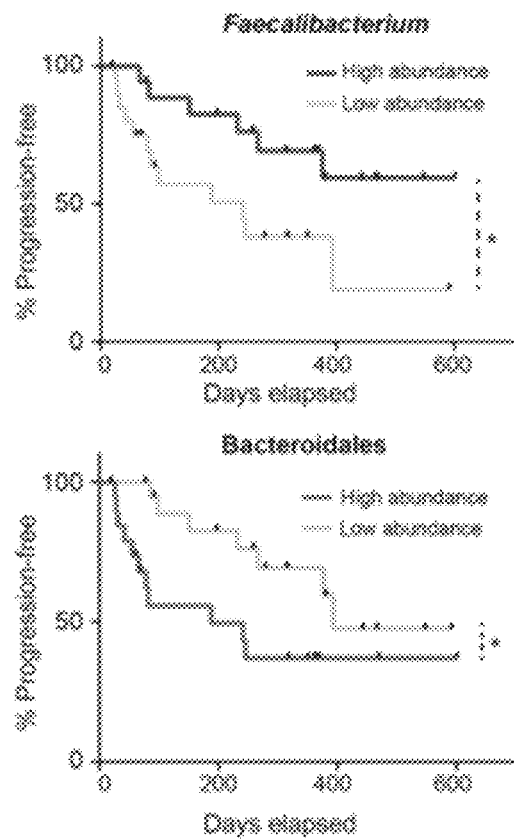 Faecalibacterium
High abundance
Low abundance
% Progression-free
100
50
0
0 200 400 600
*
Days elapsed
Bacteroidales
High abundance
Low abundance
% Progression-free
100
50
0
0 200 400 600
*
Days elapsed